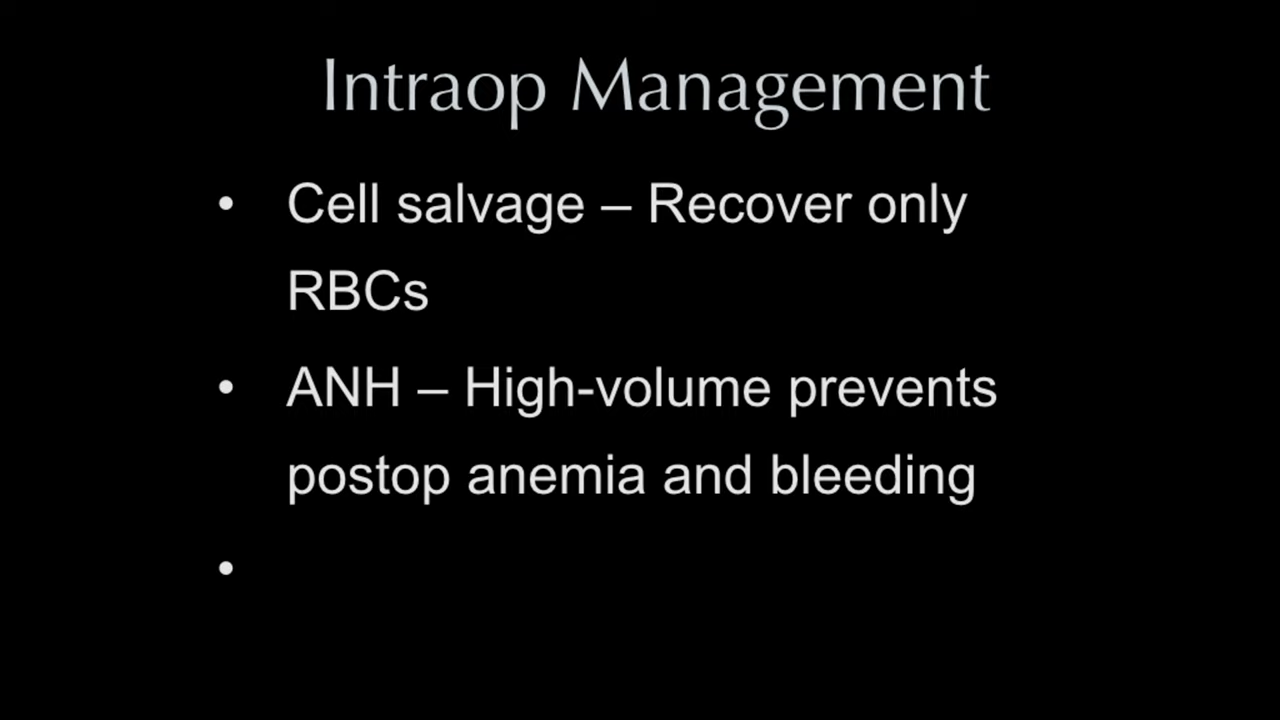 Intraop Management
• Cell salvage – Recover only
RBCs
• ANH – High-volume prevents
postop anemia and bleeding
•